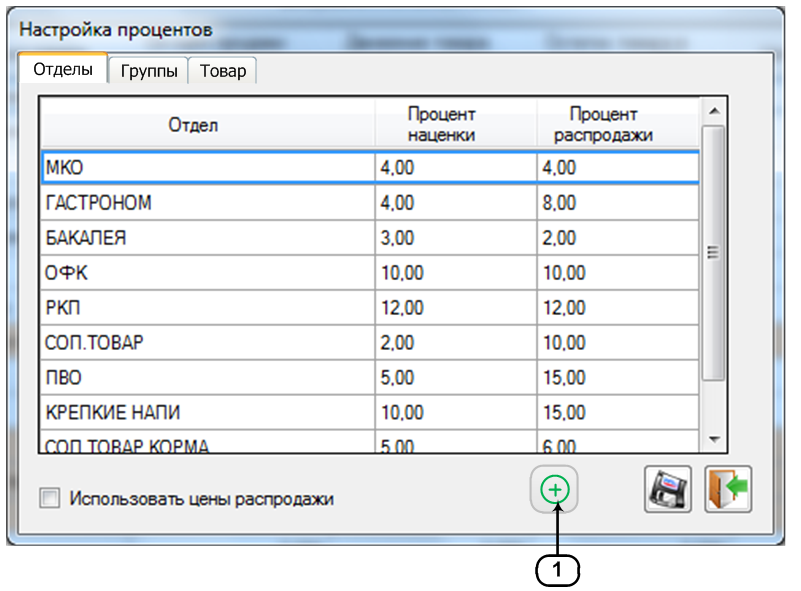 Настройка процентов
Отделы Группы Товар
Отдел Процент наценки Процент распродажи
МКО 4,00 4,00
ГАСТРОНОМ 4,00 8,00
БАКАЛЕЯ 3,00 2,00
ОФК 10,00 10,00
РКП 12,00 12,00
СОП.ТОВАР 2,00 10,00
ПВО 5,00 15,00
КРЕПКИЕ НАПИ 10,00 15,00
СОП.ТОВАР КОРМА 5,00 6,00
Использовать цены распродажи
1